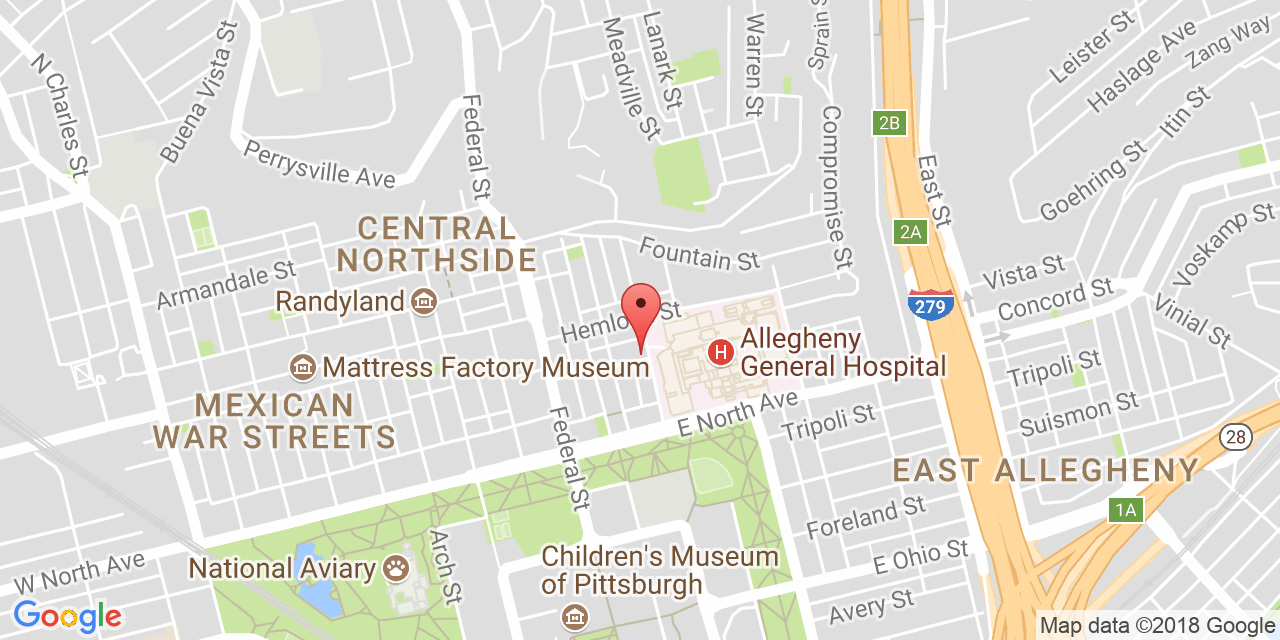 N Charles St
Buena Vista St
Perrysville Ave
Federal St
Meadville St
Lanark St
Warren St
Sprain St
Compromise St
2B
East St
Leister St
Haslage Ave
Zang Way
Itin St
Goehring St
Voskamp St
2A
CENTRAL
NORTHSIDE
Fountain St
Armandale St
Randyland
Vista St
Concord St
279
Vinial St
Allegheny
General Hospital
H
Mattress Factory Museum
MEXICAN
WAR STREETS
Federal St
E North Ave
Tripoli St
Tripoli St
Suismon St
28
EAST ALLEGHENY
1A
Foreland St
E Ohio St
Avery St
W North Ave
National Aviary
Arch St
Children's Museum
of Pittsburgh
Google
Map data ©2018 Google